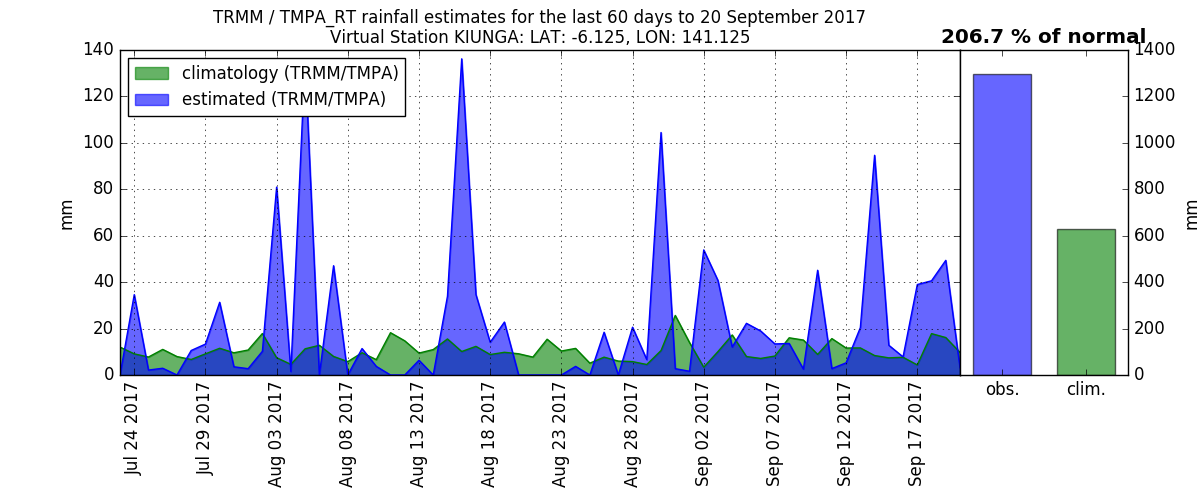 TRMM / TMPA_RT rainfall estimates for the last 60 days to 20 September 2017
Virtual Station KIUNGA: LAT: -6.125, LON: 141.125
206.7 % of normal
climatology (TRMM/TMPA)
estimated (TRMM/TMPA)
140
120
100
80
60
40
20
0
mm
Jul 24 2017
Jul 29 2017
Aug 03 2017
Aug 08 2017
Aug 13 2017
Aug 18 2017
Aug 23 2017
Aug 28 2017
Sep 02 2017
Sep 07 2017
Sep 12 2017
Sep 17 2017
1400
1200
1000
800
600
400
200
0
mm
obs.
clim.